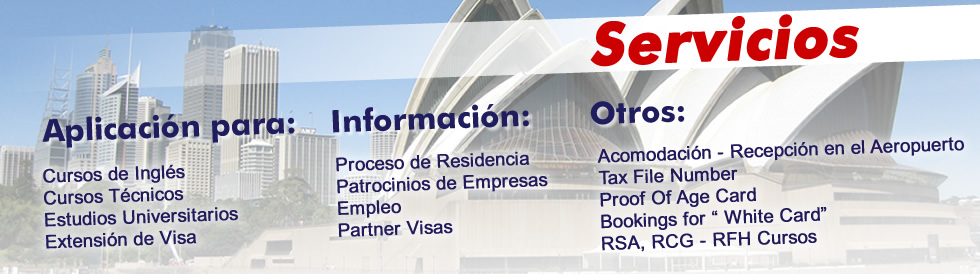 Servicios
Aplicación para:
Cursos de Inglés
Cursos Técnicos
Estudios Universitarios
Extensión de Visa
Información:
Proceso de Residencia
Patrocinios de Empresas
Empleo
Partner Visas
Otros:
Acomodación - Recepción en el Aeropuerto
Tax File Number
Proof Of Age Card
Bookings for “ White Card”
RSA, RCG - RFH Cursos